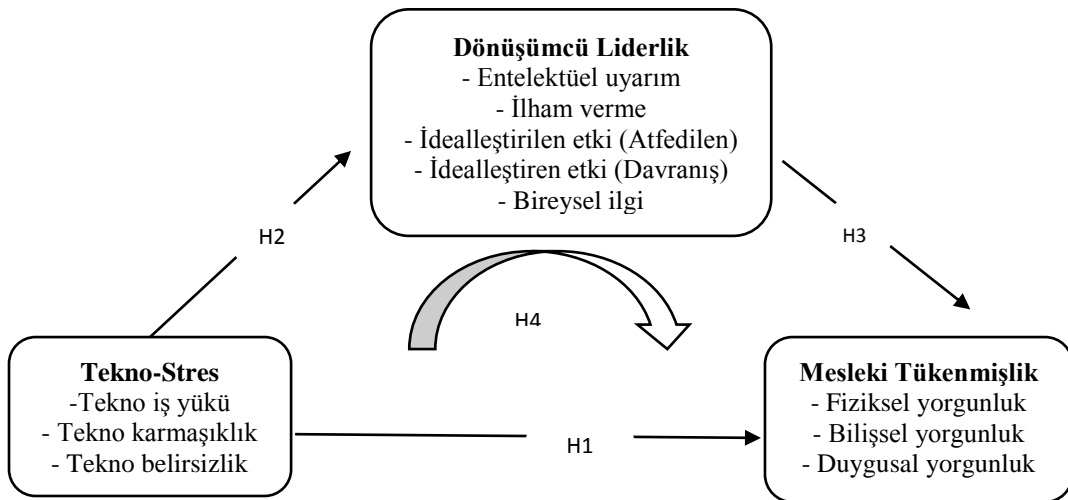 Dönüşümcü Liderlik
- Entelektüel uyarım
- İlham verme
- İdealleştirilen etki (Atfedilen)
- İdealleştiren etki (Davranış)
- Bireysel ilgi
H2
H3
H4
Tekno-Stres
-Tekno iş yükü
- Tekno karmaşıklık
- Tekno belirsizlik
H1
Mesleki Tükenmişlik
- Fiziksel yorgunluk
- Bilişsel yorgunluk
- Duygusal yorgunluk